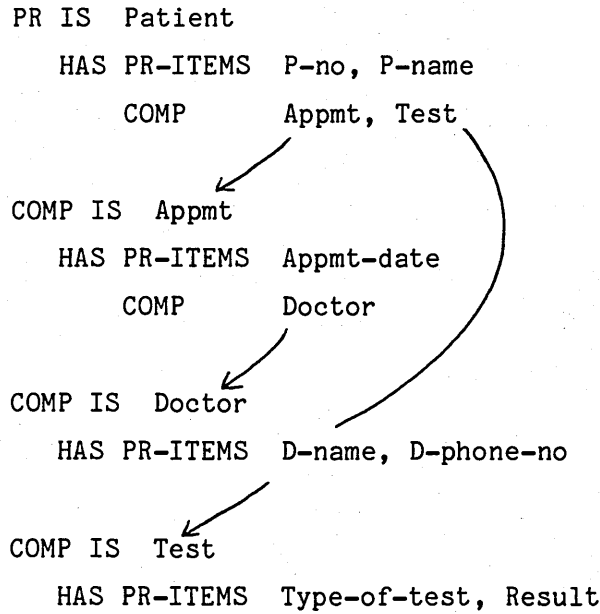 PR IS Patient
HAS PR-ITEMS P-no, P-name
COMP Appmt, Test
COMP IS Appmt
HAS PR-ITEMS Appmt-date
COMP Doctor
COMP IS Doctor
HAS PR-ITEMS D-name, D-phone-no
COMP IS Test
HAS PR-ITEMS Type-of-test, Result